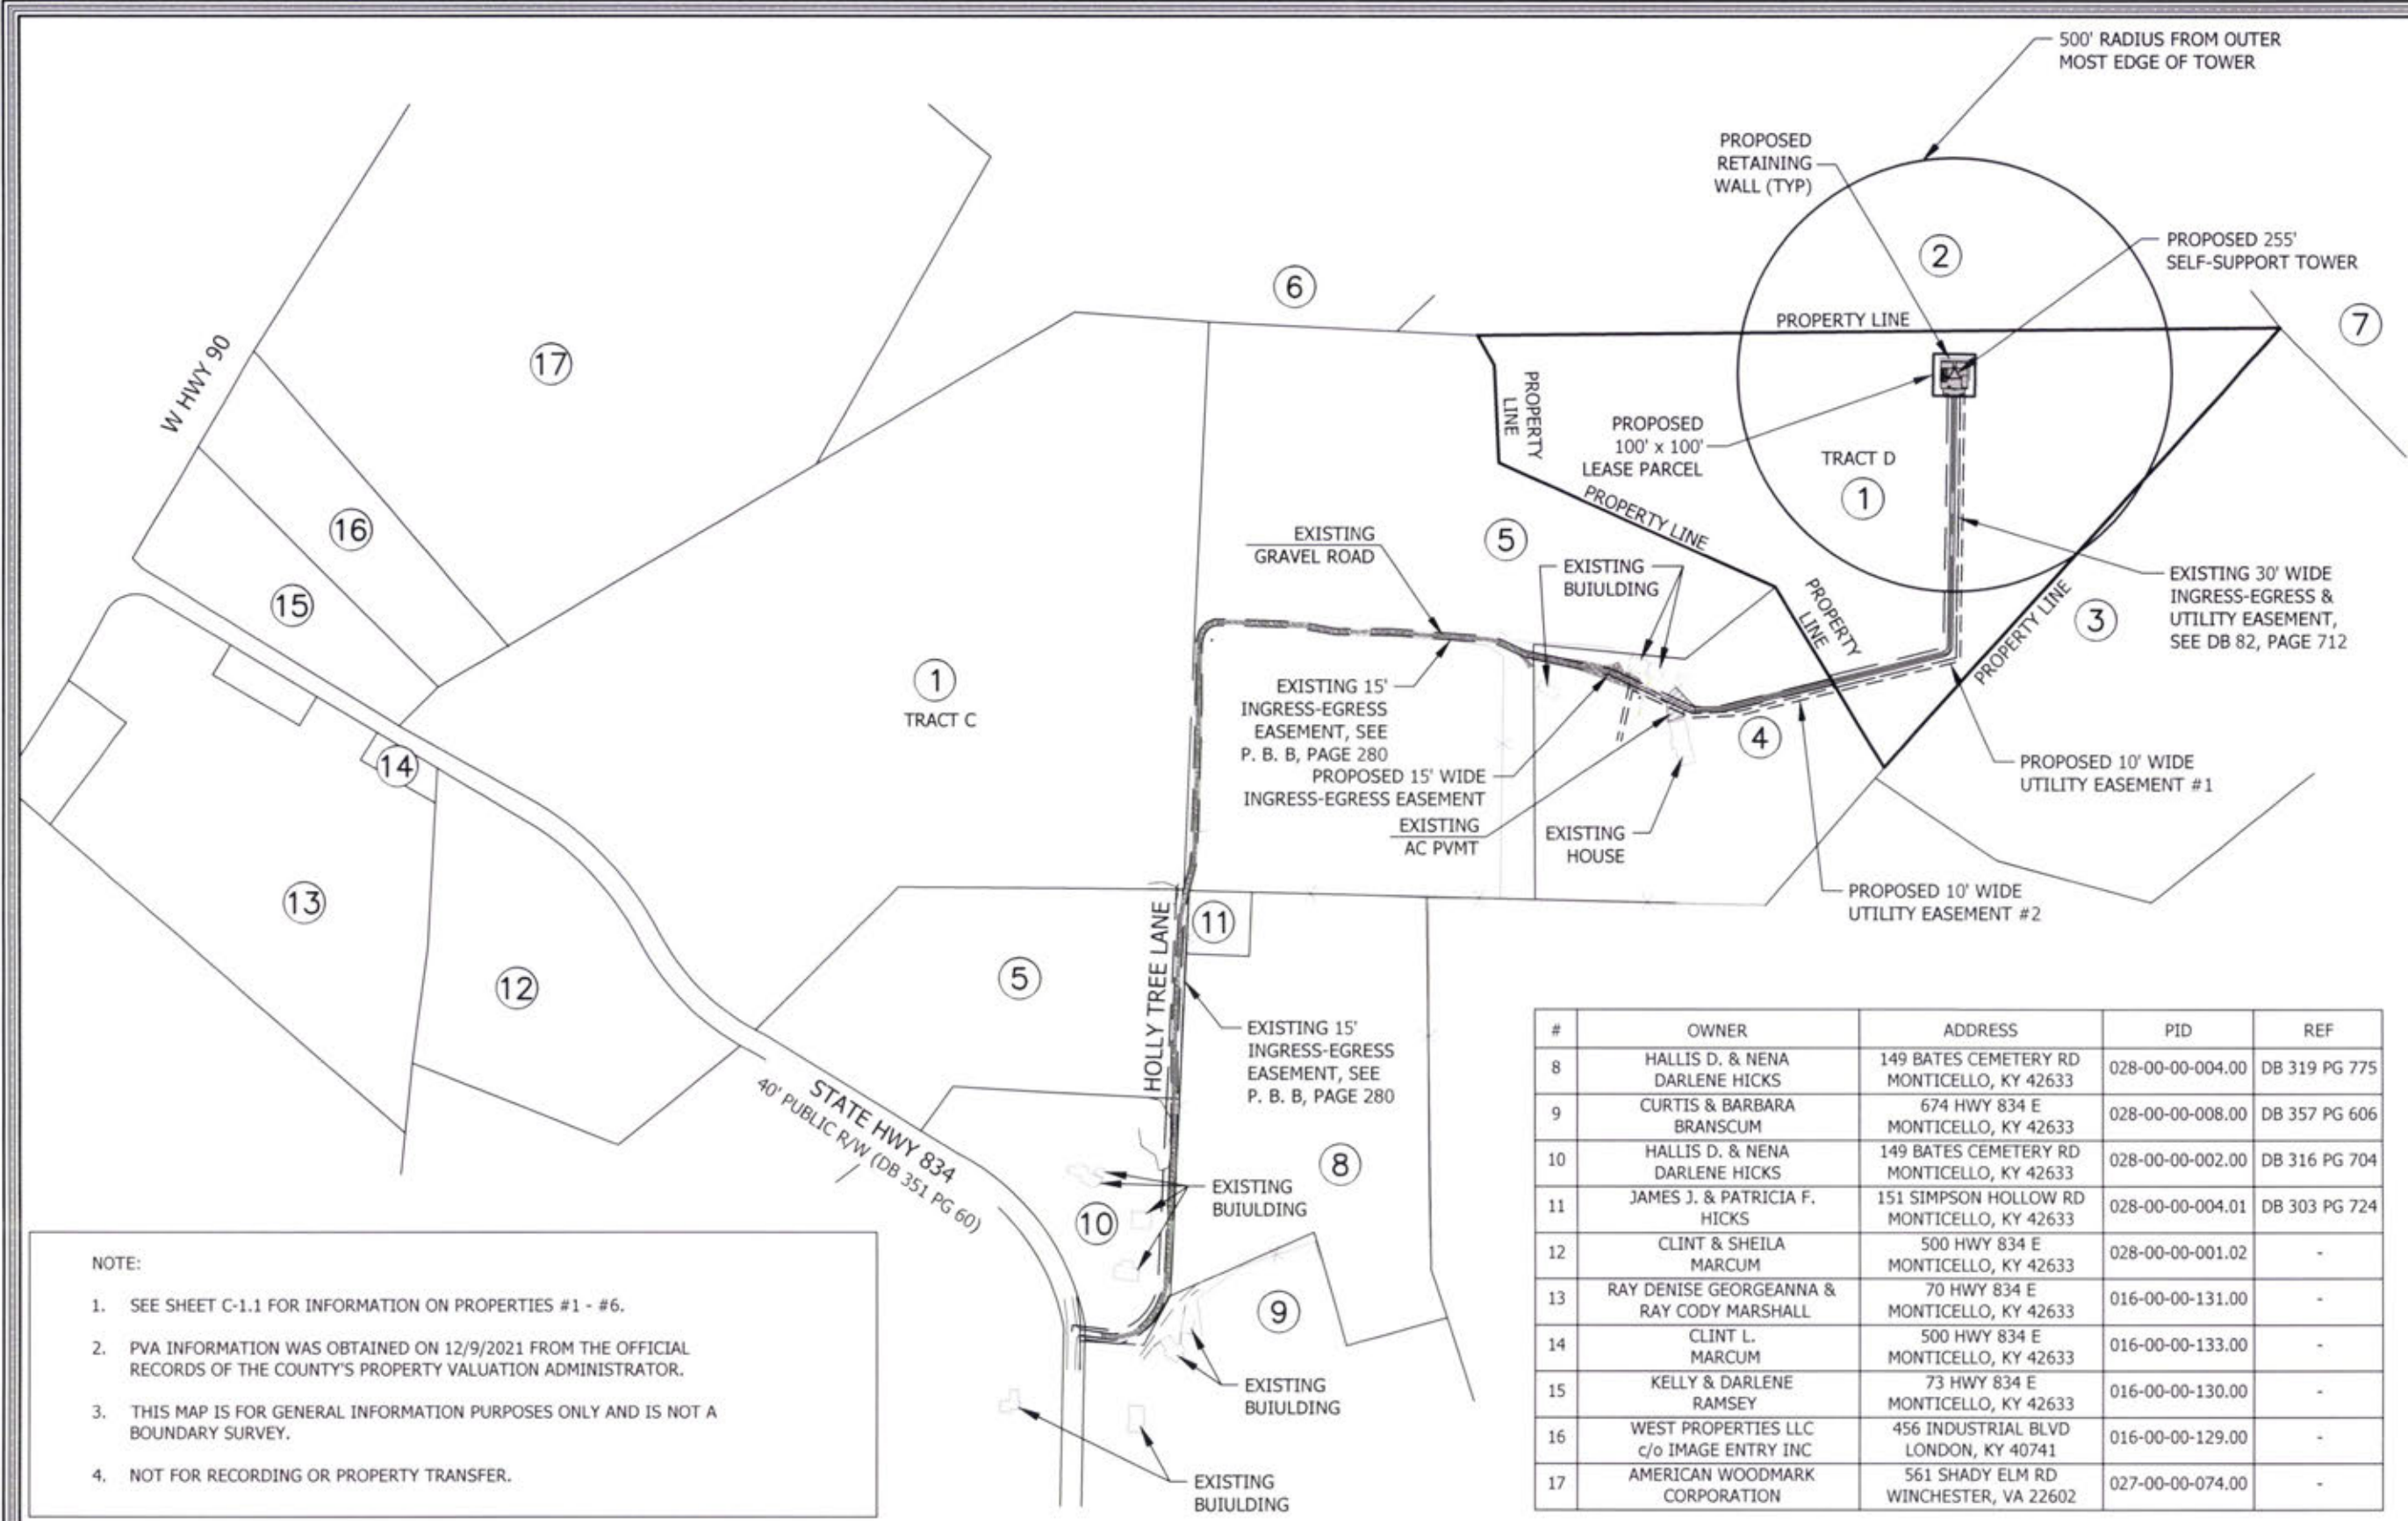 500' RADIUS FROM OUTER
MOST EDGE OF TOWER
PROPOSED
RETAINING
WALL (TYP)
2
PROPOSED 255'
SELF-SUPPORT TOWER
6
7
PROPERTY LINE
W HWY 90
17
PROPERTY
LINE
PROPOSED
100' x 100'
LEASE PARCEL
TRACT D
1
PROPERTY LINE
16
EXISTING
GRAVEL ROAD
5
EXISTING
BUIULDING
EXISTING 30' WIDE
INGRESS-EGRESS &
UTILITY EASEMENT,
SEE DB 82, PAGE 712
15
PROPERTY
LINE
3
PROPERTY LINE
1
TRACT C
EXISTING 15'
INGRESS-EGRESS
EASEMENT, SEE
P. B. B, PAGE 280
4
14
PROPOSED 15' WIDE
INGRESS-EGRESS EASEMENT
PROPOSED 10' WIDE
UTILITY EASEMENT #1
EXISTING
AC PVMT
EXISTING
HOUSE
13
PROPOSED 10' WIDE
UTILITY EASEMENT #2
11
HOLLY TREE LANE
5
12
EXISTING 15'
INGRESS-EGRESS
EASEMENT, SEE
P. B. B, PAGE 280
STATE HWY 834
40' PUBLIC R/W (DB 351 PG 60)
8
EXISTING
BUIULDING
10
9
EXISTING
BUIULDING
EXISTING
BUIULDING
NOTE:
1. SEE SHEET C-1.1 FOR INFORMATION ON PROPERTIES #1 - #6.
2. PVA INFORMATION WAS OBTAINED ON 12/9/2021 FROM THE OFFICIAL
RECORDS OF THE COUNTY'S PROPERTY VALUATION ADMINISTRATOR.
3. THIS MAP IS FOR GENERAL INFORMATION PURPOSES ONLY AND IS NOT A
BOUNDARY SURVEY.
4. NOT FOR RECORDING OR PROPERTY TRANSFER.
# OWNER ADDRESS PID REF
8 HALLIS D. & NENA 149 BATES CEMETERY RD 028-00-00-004.00 DB 319 PG 775
DARLENE HICKS MONTICELLO, KY 42633
9 CURTIS & BARBARA 674 HWY 834 E 028-00-00-008.00 DB 357 PG 606
BRANSCUM MONTICELLO, KY 42633
10 HALLIS D. & NENA 149 BATES CEMETERY RD 028-00-00-002.00 DB 316 PG 704
DARLENE HICKS MONTICELLO, KY 42633
11 JAMES J. & PATRICIA F. 151 SIMPSON HOLLOW RD 028-00-00-004.01 DB 303 PG 724
HICKS MONTICELLO, KY 42633
12 CLINT & SHEILA 500 HWY 834 E 028-00-00-001.02 -
MARCUM MONTICELLO, KY 42633
13 RAY DENISE GEORGEANNA & 70 HWY 834 E 016-00-00-131.00 -
RAY CODY MARSHALL MONTICELLO, KY 42633
14 CLINT L. 500 HWY 834 E 016-00-00-133.00 -
MARCUM MONTICELLO, KY 42633
15 KELLY & DARLENE 73 HWY 834 E 016-00-00-130.00 -
RAMSEY MONTICELLO, KY 42633
16 WEST PROPERTIES LLC 456 INDUSTRIAL BLVD 016-00-00-129.00 -
c/o IMAGE ENTRY INC LONDON, KY 40741
17 AMERICAN WOODMARK 561 SHADY ELM RD 027-00-00-074.00 -
CORPORATION WINCHESTER, VA 22602